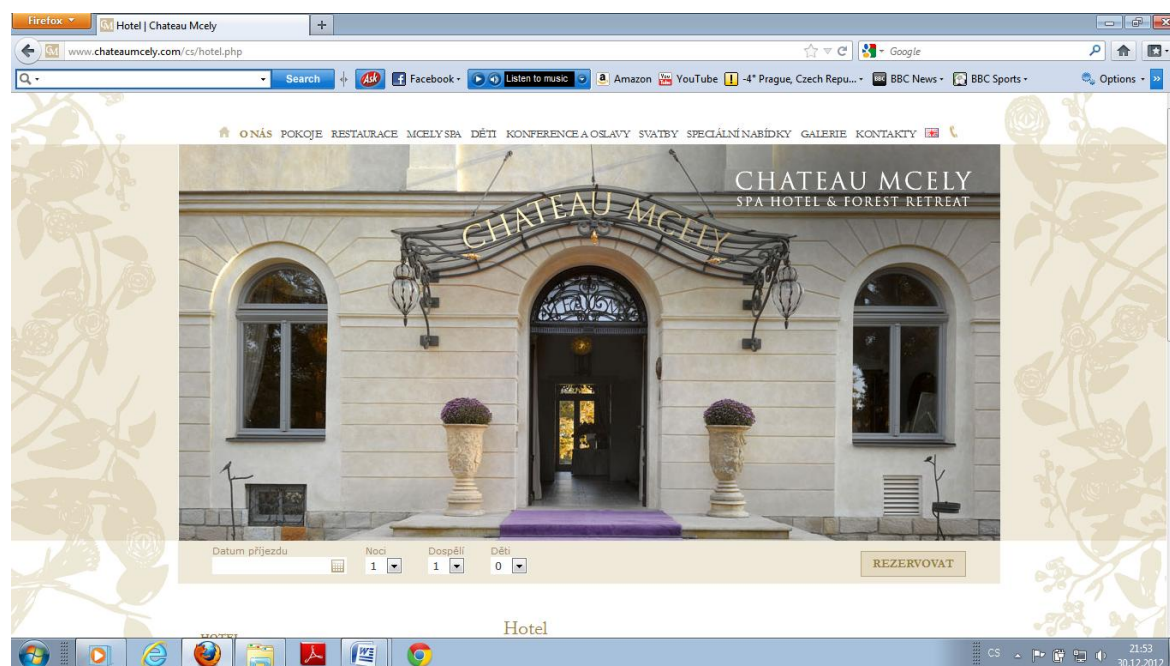 Firefox
Hotel | Chateau Mcely
www.chateaumcely.com/cs/hotel.php
Google
Search
Ask
Facebook
Listen to music
Amazon
YouTube
-4° Prague, Czech Repu...
BBC News
BBC Sports
Options
O NÁS POKOJE RESTAURACE MCELY SPA DĚTI KONFERENCE A OSLAVY SVATBY SPECIÁLNÍ NABÍDKY GALERIE KONTAKTY
CHATEAU MCELY
SPA HOTEL & FOREST RETREAT
CHATEAU MCELY
Datum příjezdu Noci Dospělí Děti
1 1 0
REZERVOVAT
Hotel
HOTEL
CS
21:53
30.12.2012